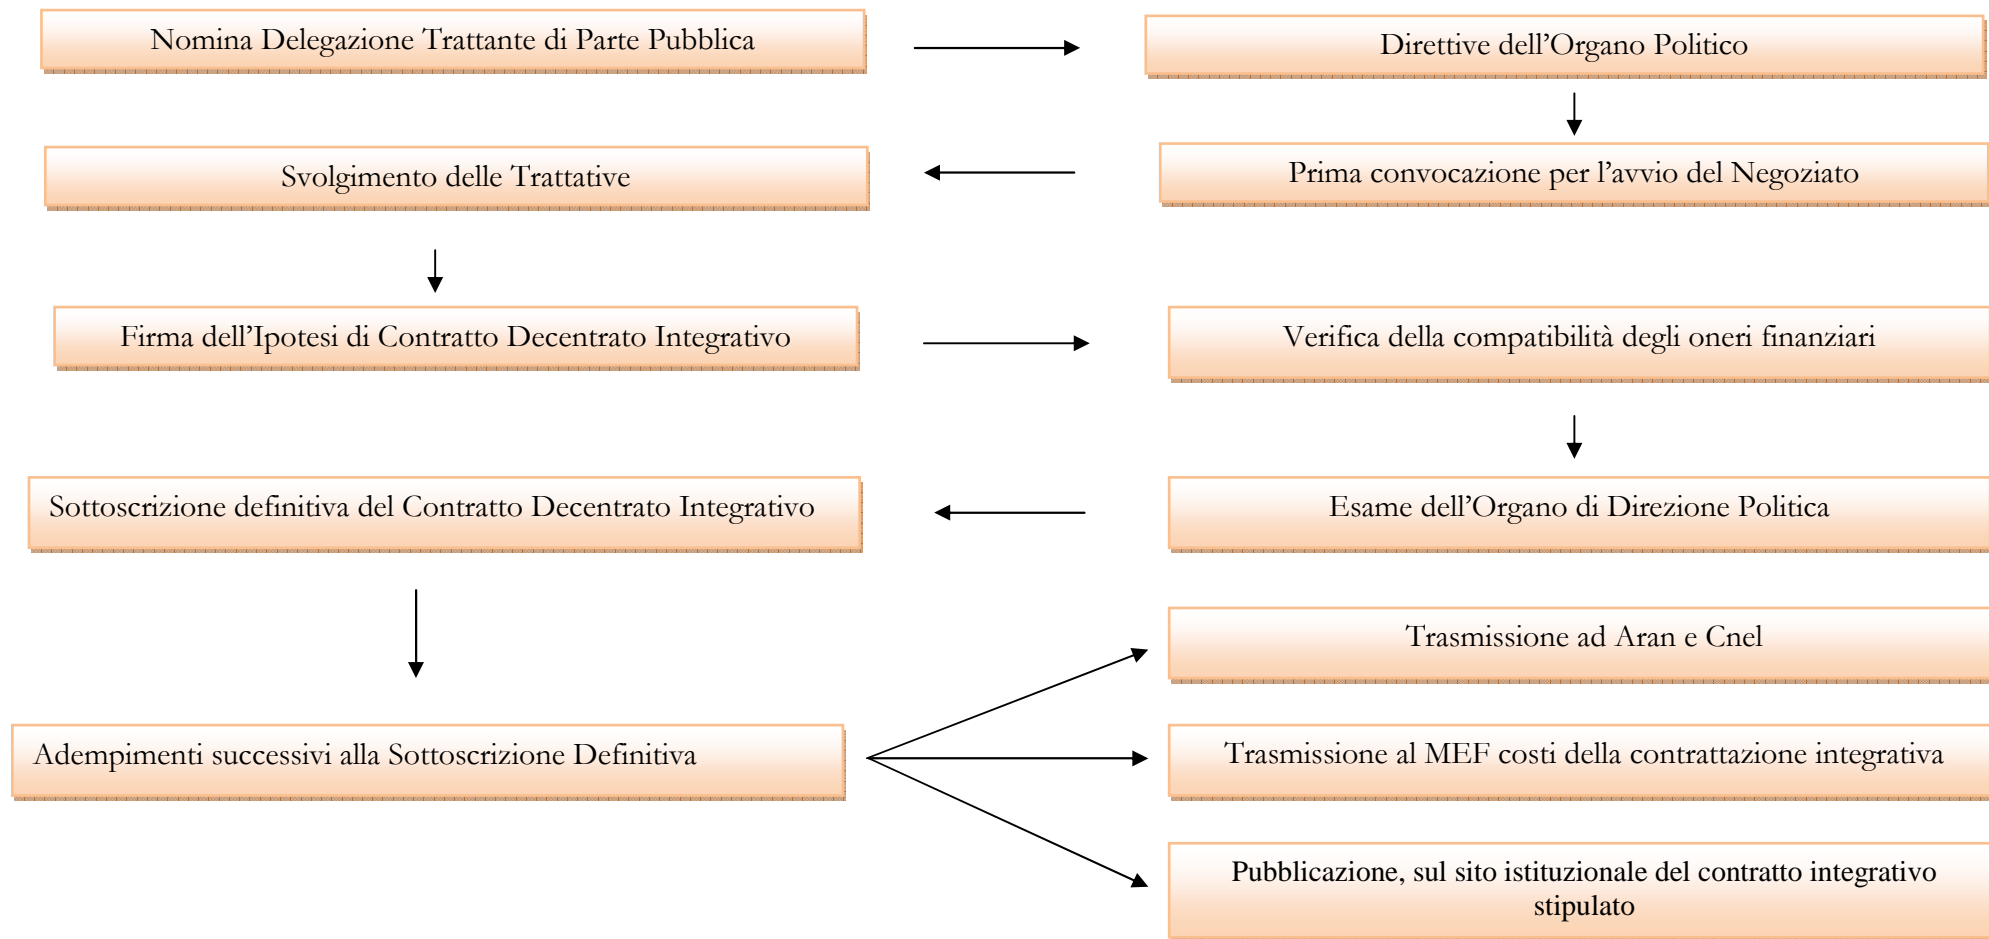 Nomina Delegazione Trattante di Parte Pubblica
Direttive dell’Organo Politico
Svolgimento delle Trattative
Prima convocazione per l’avvio del Negoziato
Firma dell’Ipotesi di Contratto Decentrato Integrativo
Verifica della compatibilità degli oneri finanziari
Sottoscrizione definitiva del Contratto Decentrato Integrativo
Esame dell’Organo di Direzione Politica
Trasmissione ad Aran e Cnel
Adempimenti successivi alla Sottoscrizione Definitiva
Trasmissione al MEF costi della contrattazione integrativa
Pubblicazione, sul sito istituzionale del contratto integrativo
stipulato